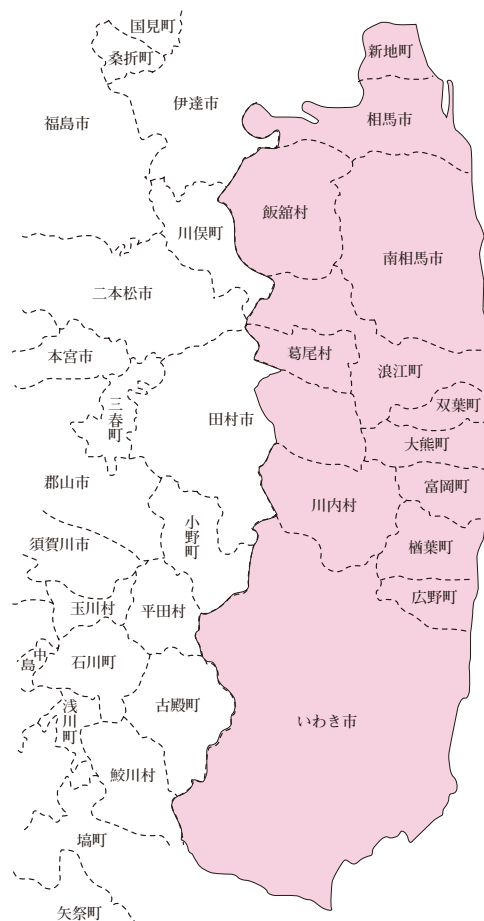 国見町
桑折町
新地町
伊達市
相馬市
福島市
飯舘村
川俣町
南相馬市
二本松市
葛尾村
本宮市
浪江町
三春町
双葉町
田村市
大熊町
郡山市
富岡町
川内村
小野町
須賀川市
楢葉町
広野町
玉川村
平田村
中島
石川町
古殿町
浅川町
いわき市
鮫川村
塙町
矢祭町